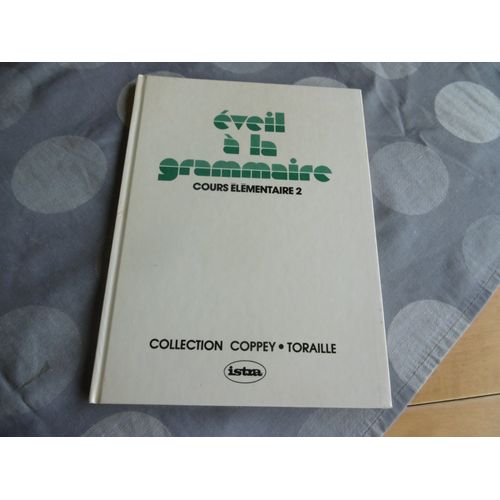 éveil
à la
grammaire
COURS ÉLÉMENTAIRE 2
COLLECTION COPPEY • TORAILLE
istra